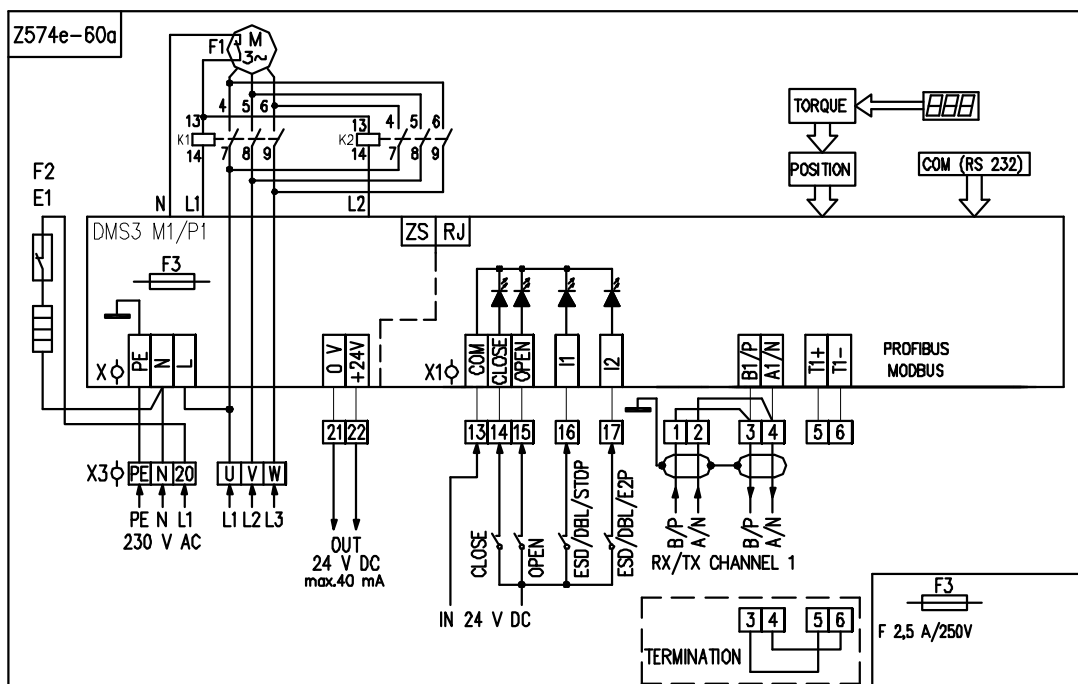 Z574e-60a
F1
M
3~
4 5 6
13
K1
14
7 8 9
13
K2
14
4 5 6
7 8 9
TORQUE
POSITION
COM (RS 232)
F2
E1
N L1 L2
DMS3 M1/P1
ZS RJ
F3
X
PE N L
0 V +24V
X1
COM CLOSE OPEN I1 I2
B1/P A1/N T1+ T1-
PROFIBUS
MODBUS
21 22
13 14 15 16 17
1 2 3 4 5 6
X3
PE N 20 U V W
PE N L1 L1 L2 L3
230 V AC
OUT
24 V DC
max.40 mA
CLOSE
OPEN
ESD/DBL/STOP
ESD/DBL/E2P
IN 24 V DC
B/P A/N B/P A/N
RX/TX CHANNEL 1
TERMINATION
3 4 5 6
F3
F 2,5 A/250V